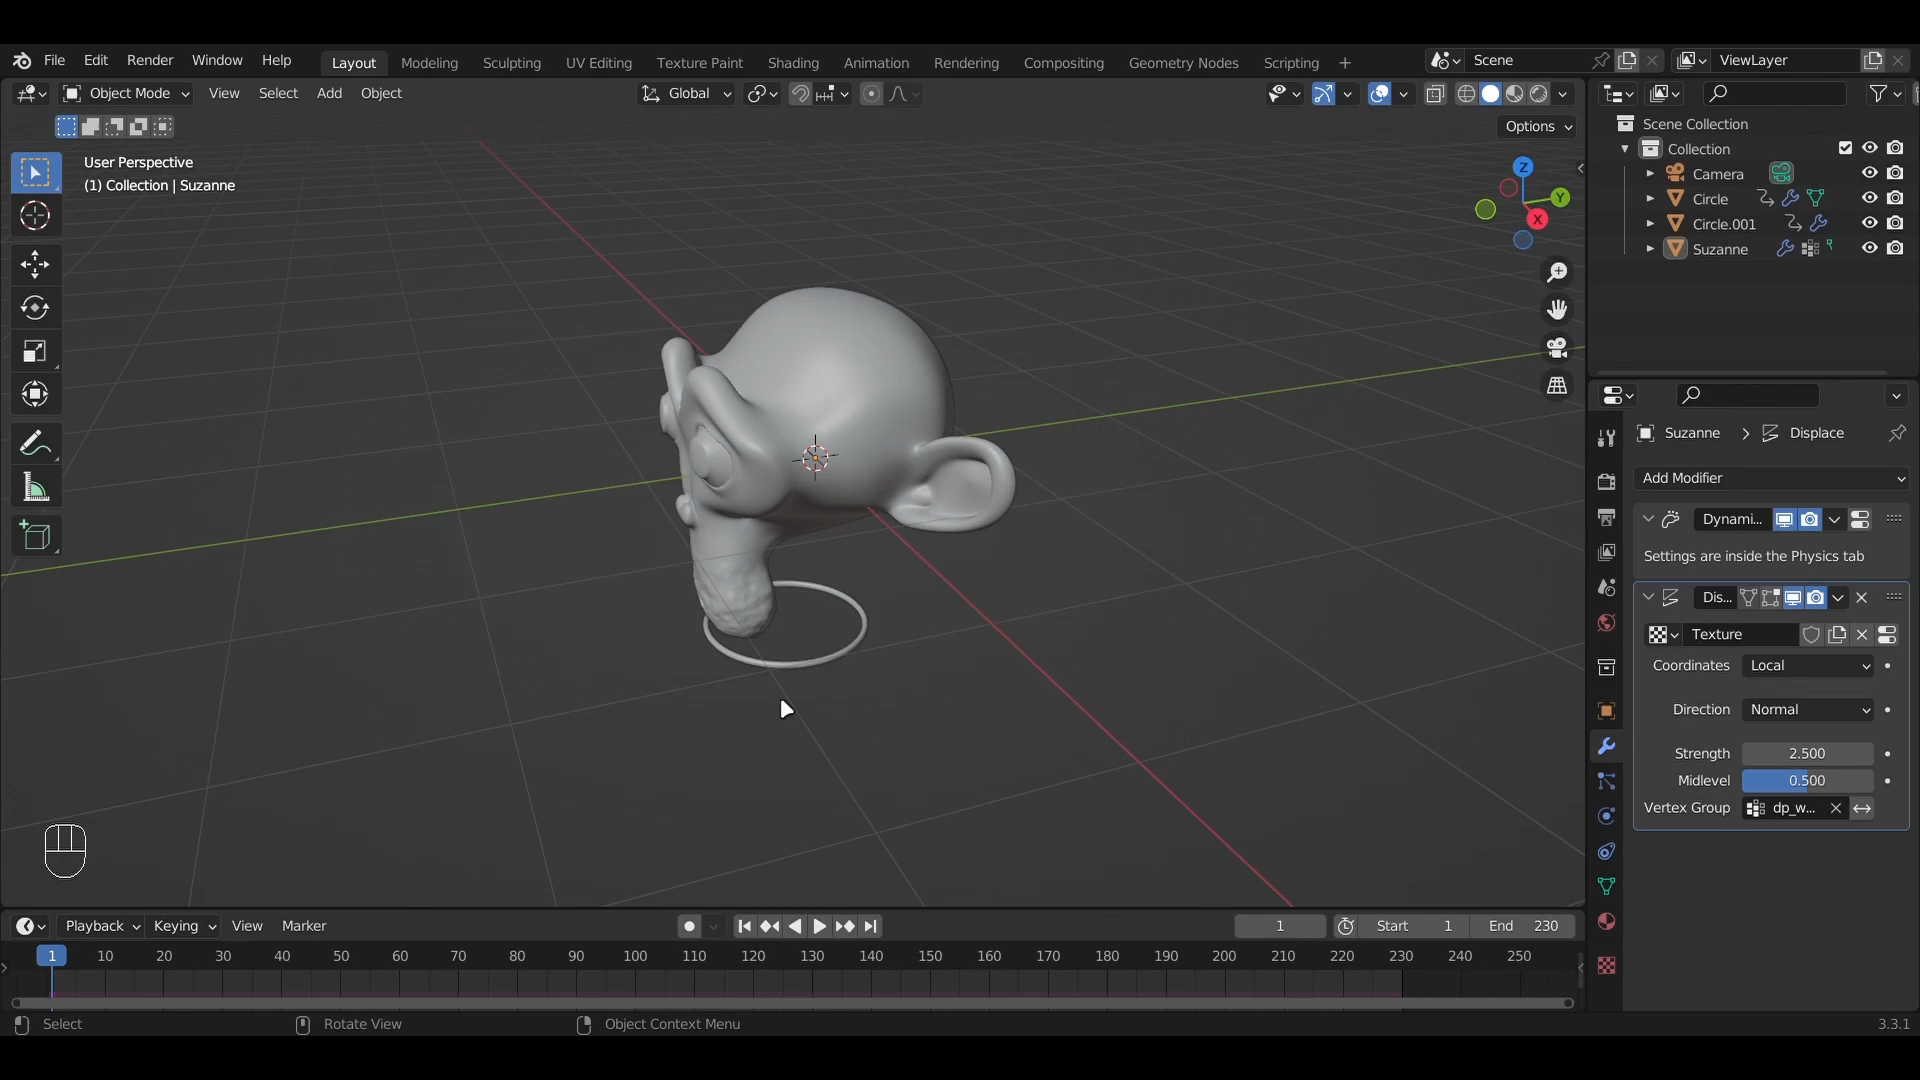 File Edit Render Window Help Layout Modeling Sculpting UV Editing Texture Paint Shading Animation Rendering Compositing Geometry Nodes Scripting + Scene ViewLayer
Object Mode View Select Add Object Global
Options
User Perspective
(1) Collection | Suzanne
Z
Y
X
Scene Collection
Collection
Camera
Circle
Circle.001
Suzanne
Suzanne > Displace
Add Modifier
Dynami...
Settings are inside the Physics tab
Dis...
Texture
Coordinates Local
Direction Normal
Strength 2.500
Midlevel 0.500
Vertex Group dp_w...
Playback Keying View Marker 1 Start 1 End 230
1 10 20 30 40 50 60 70 80 90 100 110 120 130 140 150 160 170 180 190 200 210 220 230 240 250
Select Rotate View Object Context Menu 3.3.1